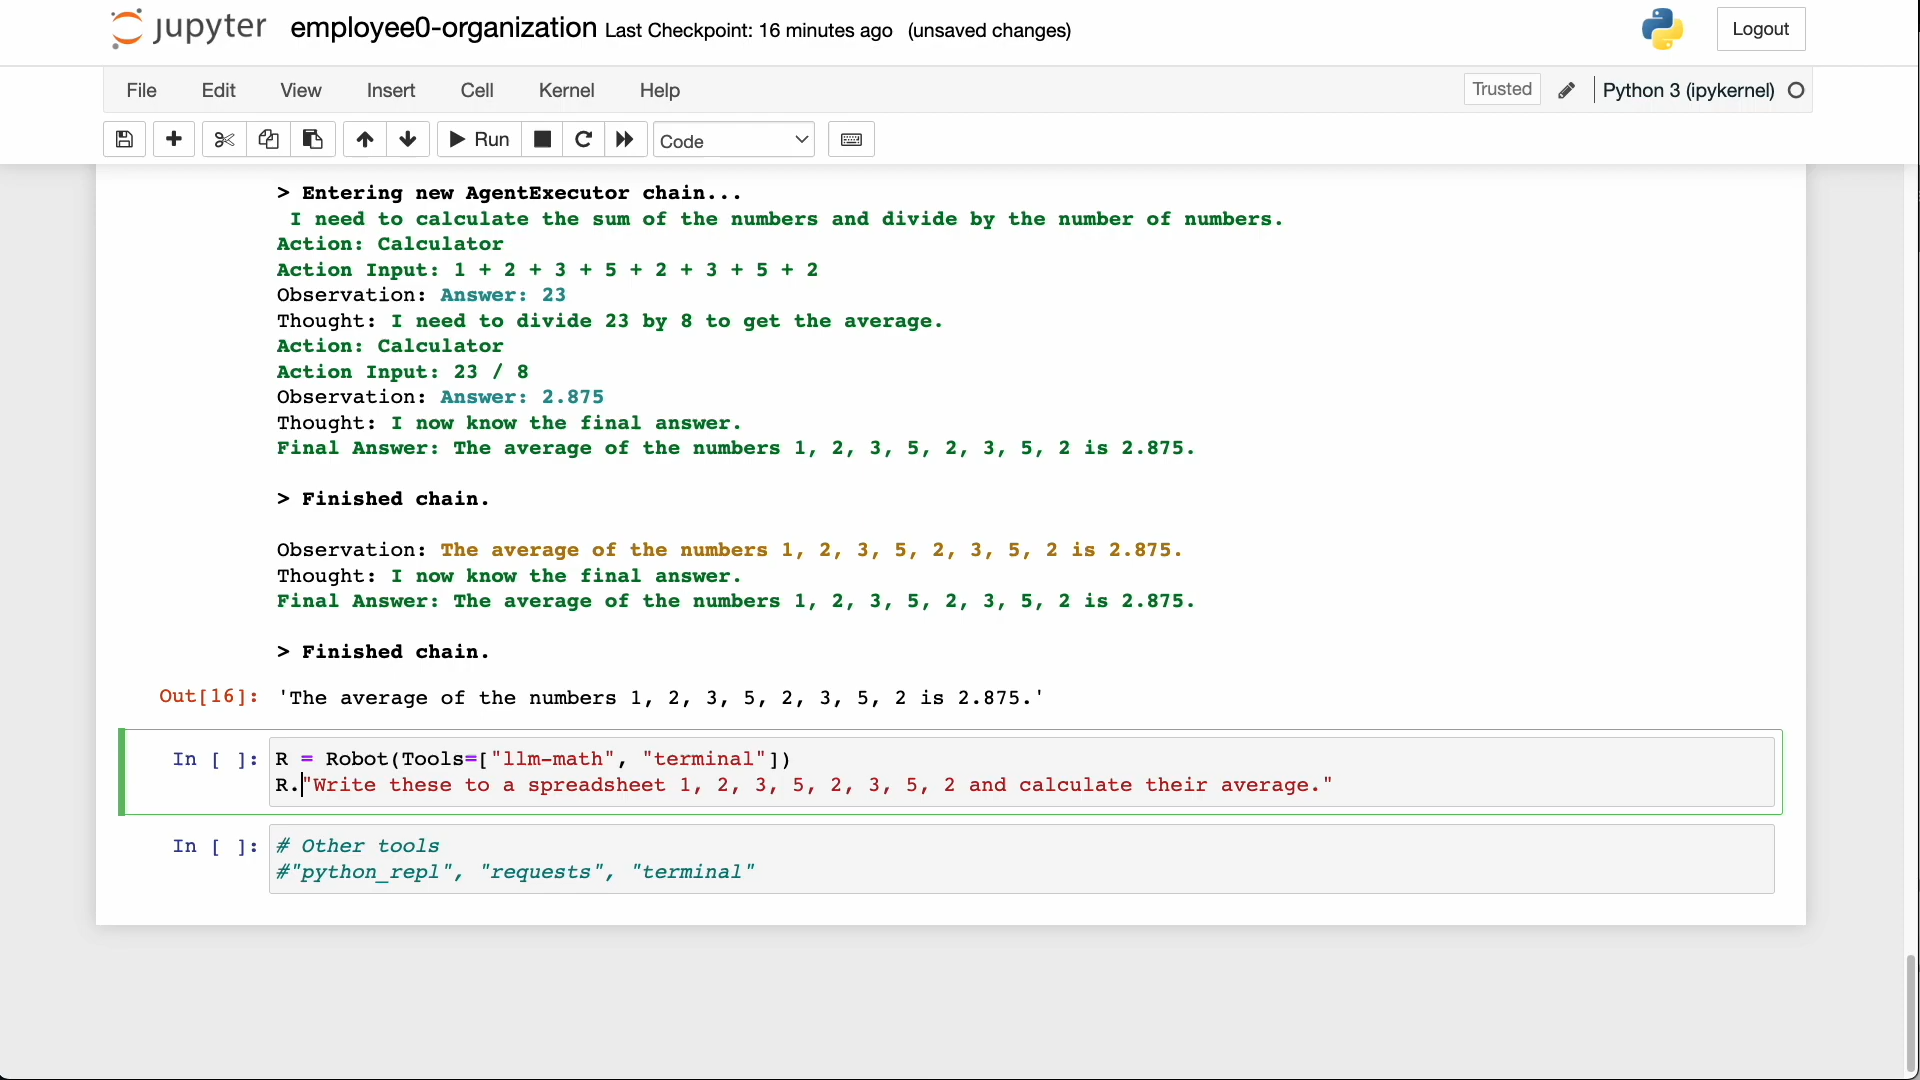 jupyter employee0-organization Last Checkpoint: 16 minutes ago (unsaved changes) Logout
File Edit View Insert Cell Kernel Help Trusted Python 3 (ipykernel)
Run Code
> Entering new AgentExecutor chain...
I need to calculate the sum of the numbers and divide by the number of numbers.
Action: Calculator
Action Input: 1 + 2 + 3 + 5 + 2 + 3 + 5 + 2
Observation: Answer: 23
Thought: I need to divide 23 by 8 to get the average.
Action: Calculator
Action Input: 23 / 8
Observation: Answer: 2.875
Thought: I now know the final answer.
Final Answer: The average of the numbers 1, 2, 3, 5, 2, 3, 5, 2 is 2.875.
> Finished chain.
Observation: The average of the numbers 1, 2, 3, 5, 2, 3, 5, 2 is 2.875.
Thought: I now know the final answer.
Final Answer: The average of the numbers 1, 2, 3, 5, 2, 3, 5, 2 is 2.875.
> Finished chain.
Out[16]: 'The average of the numbers 1, 2, 3, 5, 2, 3, 5, 2 is 2.875.'
In [ ]: R = Robot(Tools=["llm-math", "terminal"])
R."Write these to a spreadsheet 1, 2, 3, 5, 2, 3, 5, 2 and calculate their average."
In [ ]: # Other tools
#"python_repl", "requests", "terminal"